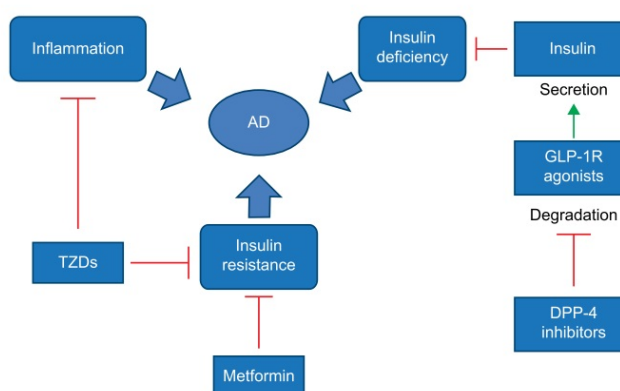 Inflammation
Insulin
deficiency
Insulin
Secretion
AD
GLP-1R
agonists
Degradation
TZDs
Insulin
resistance
DPP-4
inhibitors
Metformin